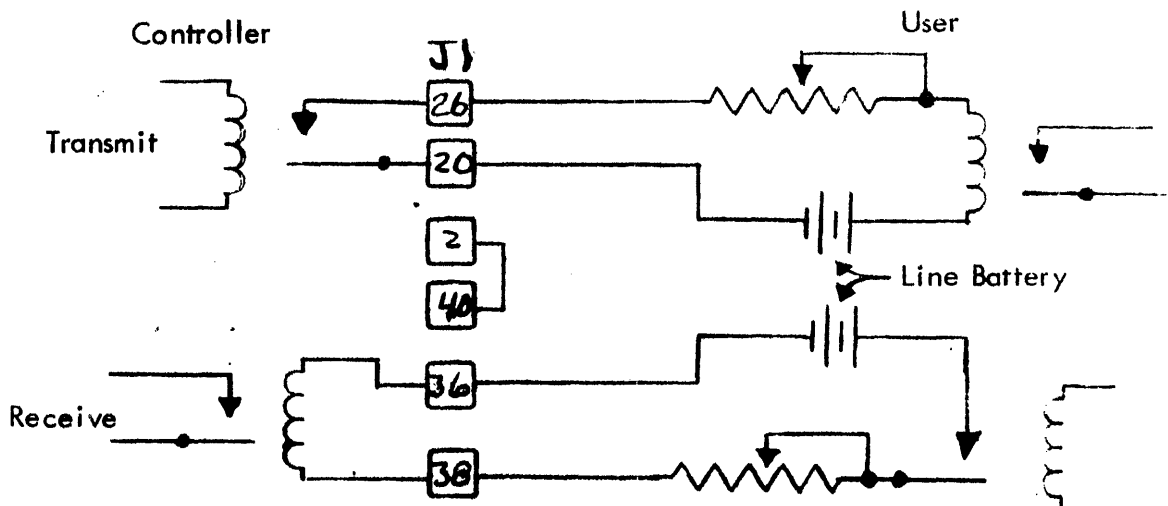 Controller
User
J1
26
Transmit
20
2
Line Battery
40
36
Receive
38